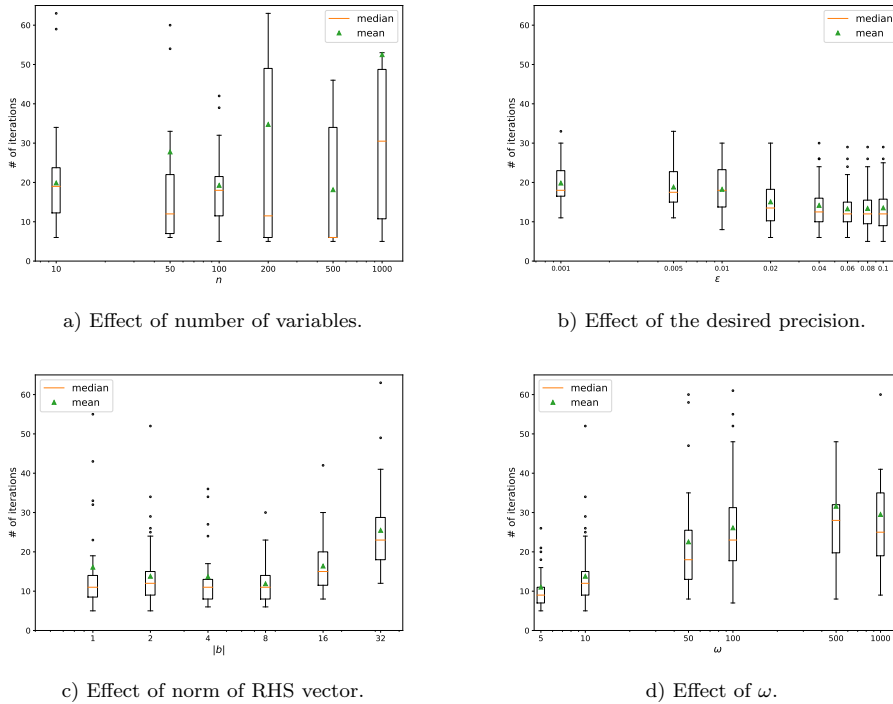 60
50
40
30
20
10
0
# of iterations
median
mean
10
50
100
200
500
1000
n
a) Effect of number of variables.
60
50
40
30
20
10
0
# of iterations
median
mean
0.001
0.005
0.01
0.02
0.04
0.06
0.08
0.1
ε
b) Effect of the desired precision.
60
50
40
30
20
10
0
# of iterations
median
mean
1
2
4
8
16
32
|b|
c) Effect of norm of RHS vector.
60
50
40
30
20
10
0
# of iterations
median
mean
5
10
50
100
500
1000
ω
d) Effect of ω.